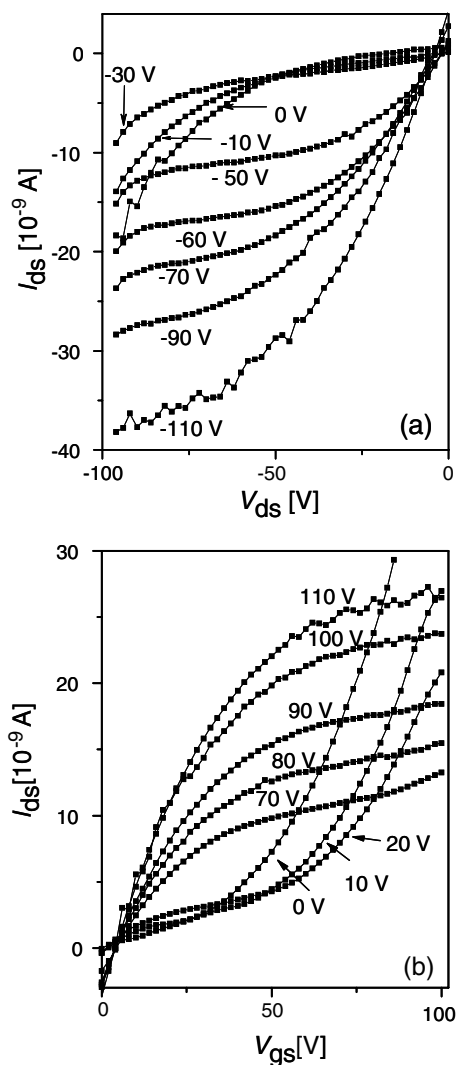 0
-10
-20
-30
-40
Ids [10-9 A]
-30 V
0 V
-10 V
- 50 V
-60 V
-70 V
-90 V
-110 V
(a)
-100
-50
0
Vds [V]
30
20
10
0
Ids[10-9 A]
110 V
100 V
90 V
80 V
70 V
20 V
10 V
0 V
(b)
0
50
100
Vgs[V]